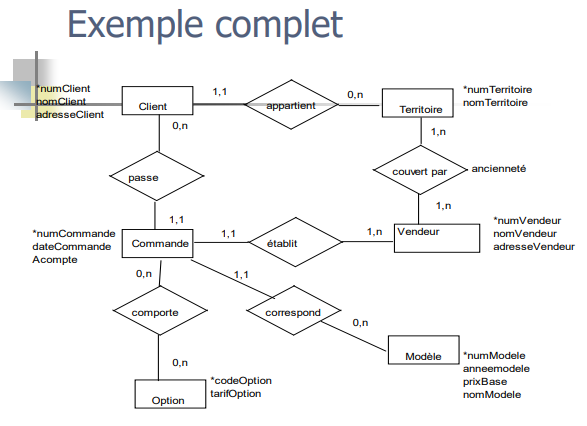 Exemple complet
*numClient
nomClient
adresseClient
Client
1,1
appartient
0,n
Territoire
*numTerritoire
nomTerritoire
0,n
1,n
passe
couvert par
ancienneté
1,1
1,n
*numCommande
dateCommande
Acompte
Commande
1,1
établit
1,n
Vendeur
*numVendeur
nomVendeur
adresseVendeur
0,n
1,1
comporte
correspond
0,n
0,n
Modèle
*numModele
anneemodele
prixBase
nomModele
Option
*codeOption
tarifOption